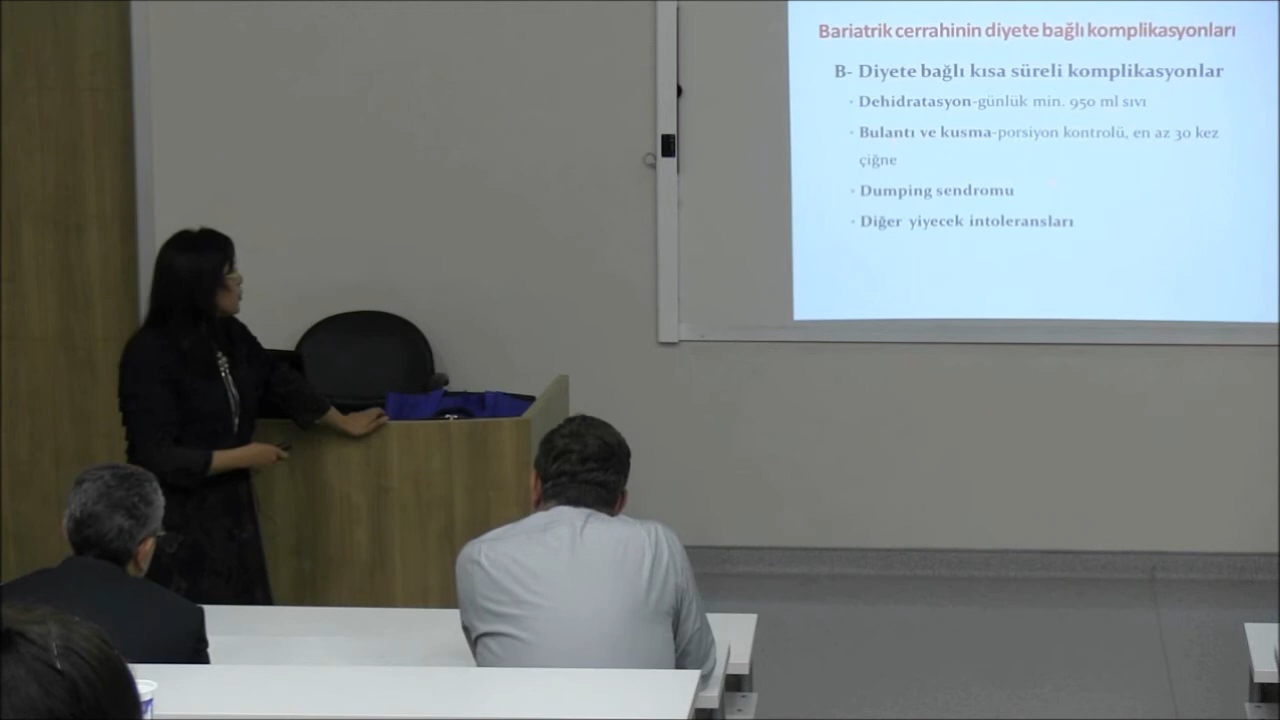 Bariatrik cerrahinin diyete bağlı komplikasyonları
B- Diyete bağlı kısa süreli komplikasyonlar
• Dehidratasyon-günlük min. 950 ml sıvı
• Bulantı ve kusma-porsiyon kontrolü, en az 30 kez
çiğne
• Dumping sendromu
• Diğer yiyecek intoleransları